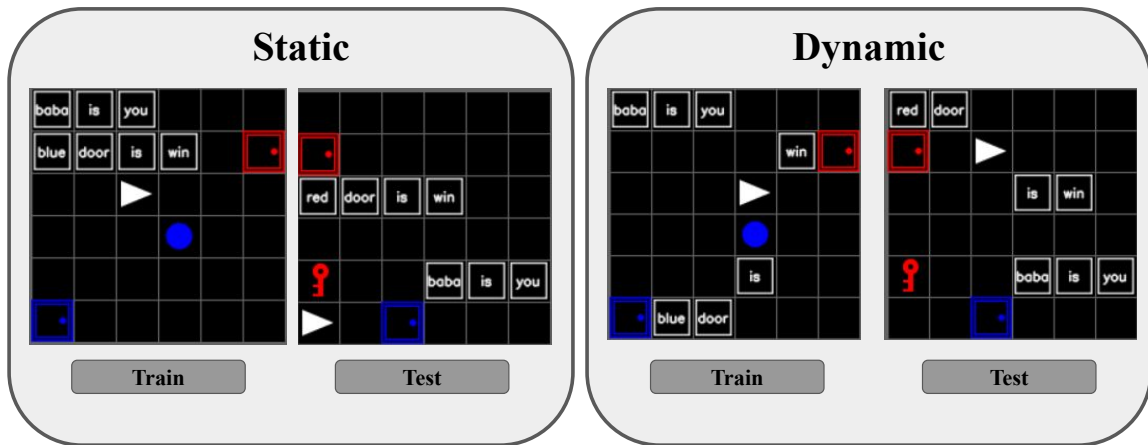 Static
baba is you
blue door is win
Train
red door is win
baba is you
Test
Dynamic
baba is you
win
is
blue door
Train
red door
is win
baba is you
Test